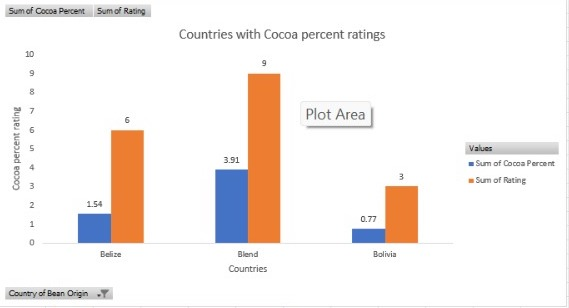 Sum of Cocoa Percent Sum of Rating
Countries with Cocoa percent ratings
Cocoa percent rating
10
9
8
7
6
5
4
3
2
1
0
1.54
6
3.91
9
0.77
3
Plot Area
Belize
Blend
Bolivia
Countries
Values
Sum of Cocoa Percent
Sum of Rating
Country of Bean Origin